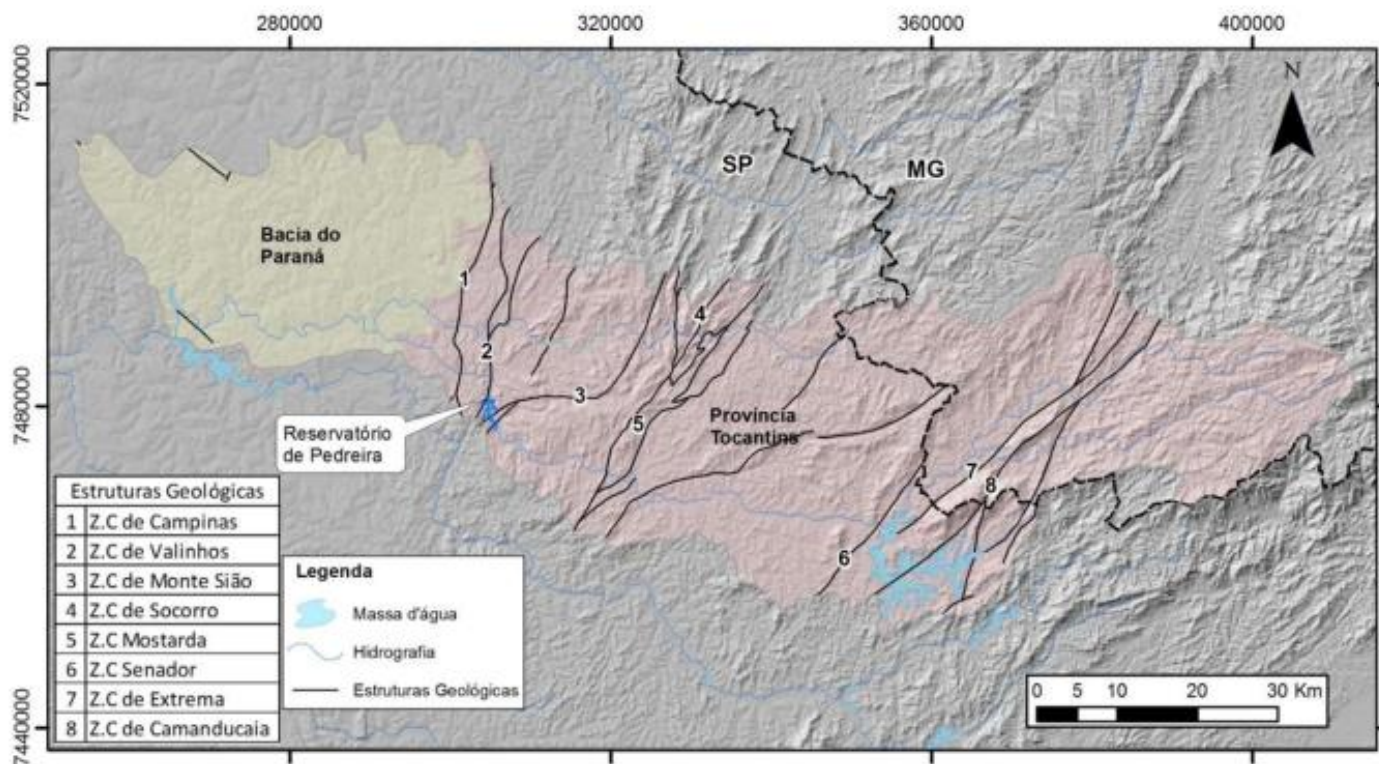 280000
320000
360000
400000
7520000
7480000
7440000
N
SP
MG
Bacia do
Paraná
1
2
3
4
5
6
7
8
Província
Tocantins
Reservatório
de Pedreira
Estruturas Geológicas
1 Z.C de Campinas
2 Z.C de Valinhos
3 Z.C de Monte Sião
4 Z.C de Socorro
5 Z.C Mostarda
6 Z.C Senador
7 Z.C de Extrema
8 Z.C de Camanducaia
Legenda
Massa d'água
Hidrografia
Estruturas Geológicas
0 5 10 20 30 Km